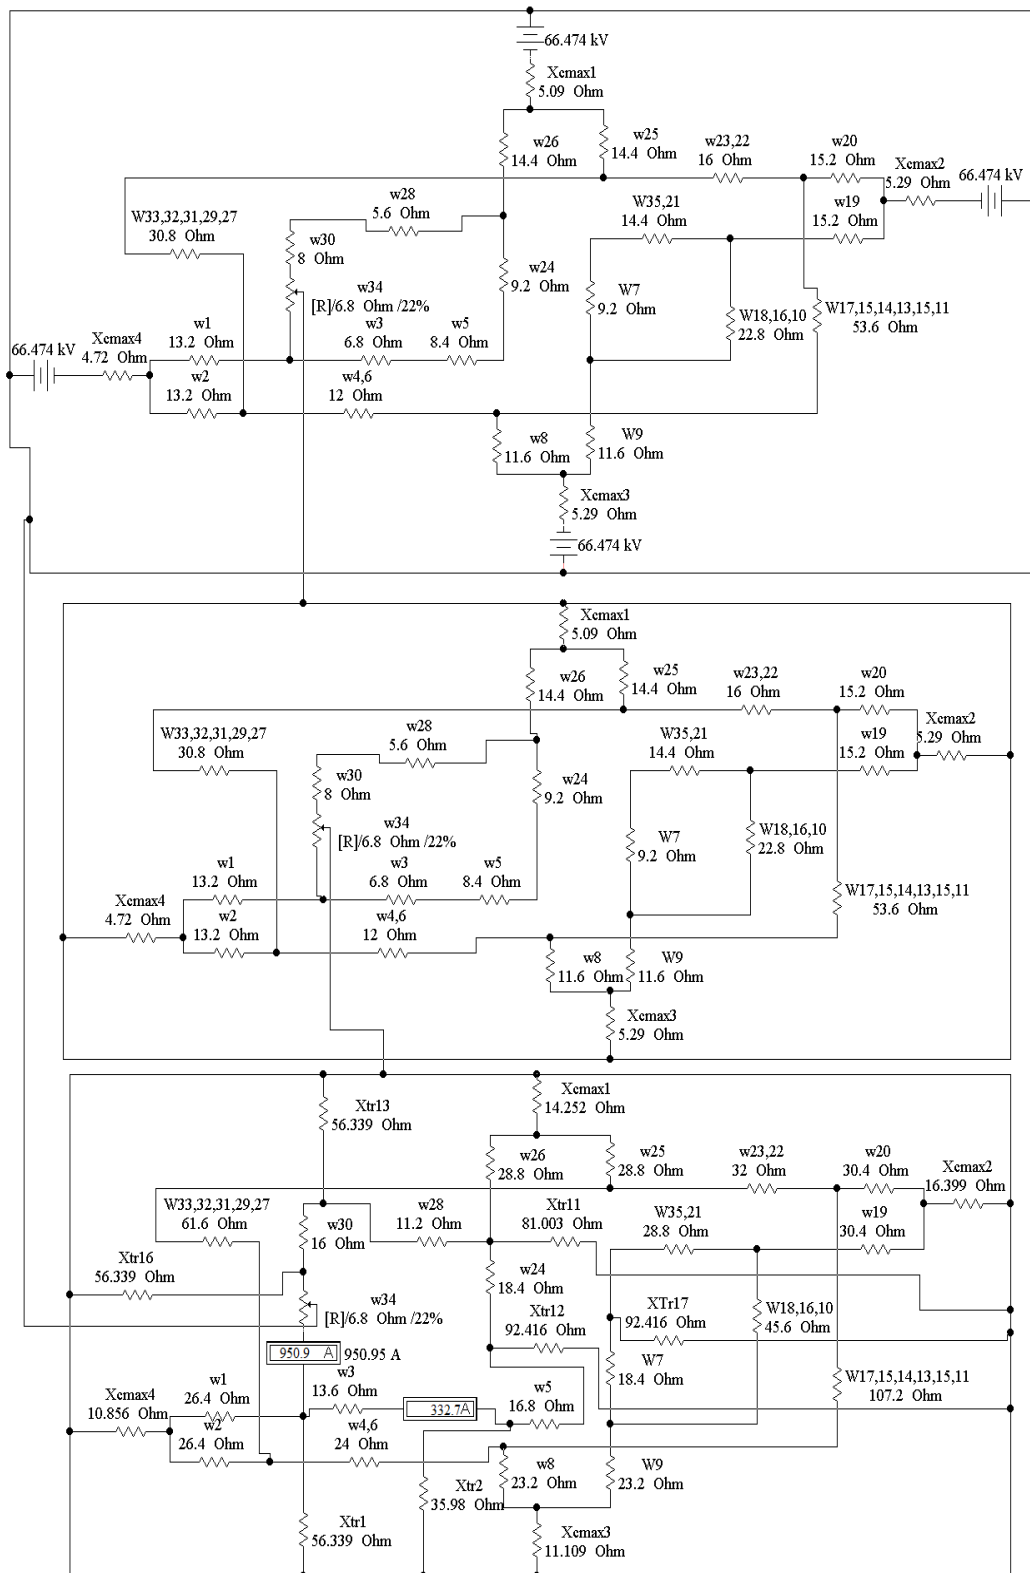 66.474 kV
Xcmax1
5.09 Ohm
w26
14.4 Ohm
w25
14.4 Ohm
w23,22
16 Ohm
w20
15.2 Ohm
Xcmax2
5.29 Ohm
66.474 kV
w28
5.6 Ohm
W35,21
14.4 Ohm
w19
15.2 Ohm
W33,32,31,29,27
30.8 Ohm
w30
8 Ohm
w24
9.2 Ohm
w34
[R]/6.8 Ohm /22%
W7
9.2 Ohm
W18,16,10
22.8 Ohm
W17,15,14,13,15,11
53.6 Ohm
66.474 kV
Xcmax4
4.72 Ohm
w1
13.2 Ohm
w3
6.8 Ohm
w5
8.4 Ohm
w2
13.2 Ohm
w4,6
12 Ohm
w8
11.6 Ohm
W9
11.6 Ohm
Xcmax3
5.29 Ohm
66.474 kV
Xcmax1
5.09 Ohm
w26
14.4 Ohm
w25
14.4 Ohm
w23,22
16 Ohm
w20
15.2 Ohm
Xcmax2
5.29 Ohm
W33,32,31,29,27
30.8 Ohm
w28
5.6 Ohm
W35,21
14.4 Ohm
w19
15.2 Ohm
w30
8 Ohm
w24
9.2 Ohm
w34
[R]/6.8 Ohm /22%
W7
9.2 Ohm
W18,16,10
22.8 Ohm
w1
13.2 Ohm
w3
6.8 Ohm
w5
8.4 Ohm
W17,15,14,13,15,11
53.6 Ohm
Xcmax4
4.72 Ohm
w2
13.2 Ohm
w4,6
12 Ohm
w8
11.6 Ohm
W9
11.6 Ohm
Xcmax3
5.29 Ohm
Xtr13
56.339 Ohm
Xcmax1
14.252 Ohm
w26
28.8 Ohm
w25
28.8 Ohm
w23,22
32 Ohm
w20
30.4 Ohm
Xcmax2
16.399 Ohm
W33,32,31,29,27
61.6 Ohm
w30
16 Ohm
w28
11.2 Ohm
Xtr11
81.003 Ohm
W35,21
28.8 Ohm
w19
30.4 Ohm
Xtr16
56.339 Ohm
w24
18.4 Ohm
w34
[R]/6.8 Ohm /22%
Xtr12
92.416 Ohm
XTr17
92.416 Ohm
W18,16,10
45.6 Ohm
950.9 A
950.95 A
W7
18.4 Ohm
W17,15,14,13,15,11
107.2 Ohm
Xcmax4
10.856 Ohm
w1
26.4 Ohm
w3
13.6 Ohm
332.7A
w5
16.8 Ohm
w2
26.4 Ohm
w4,6
24 Ohm
w8
23.2 Ohm
W9
23.2 Ohm
Xtr2
35.98 Ohm
Xtr1
56.339 Ohm
Xcmax3
11.109 Ohm